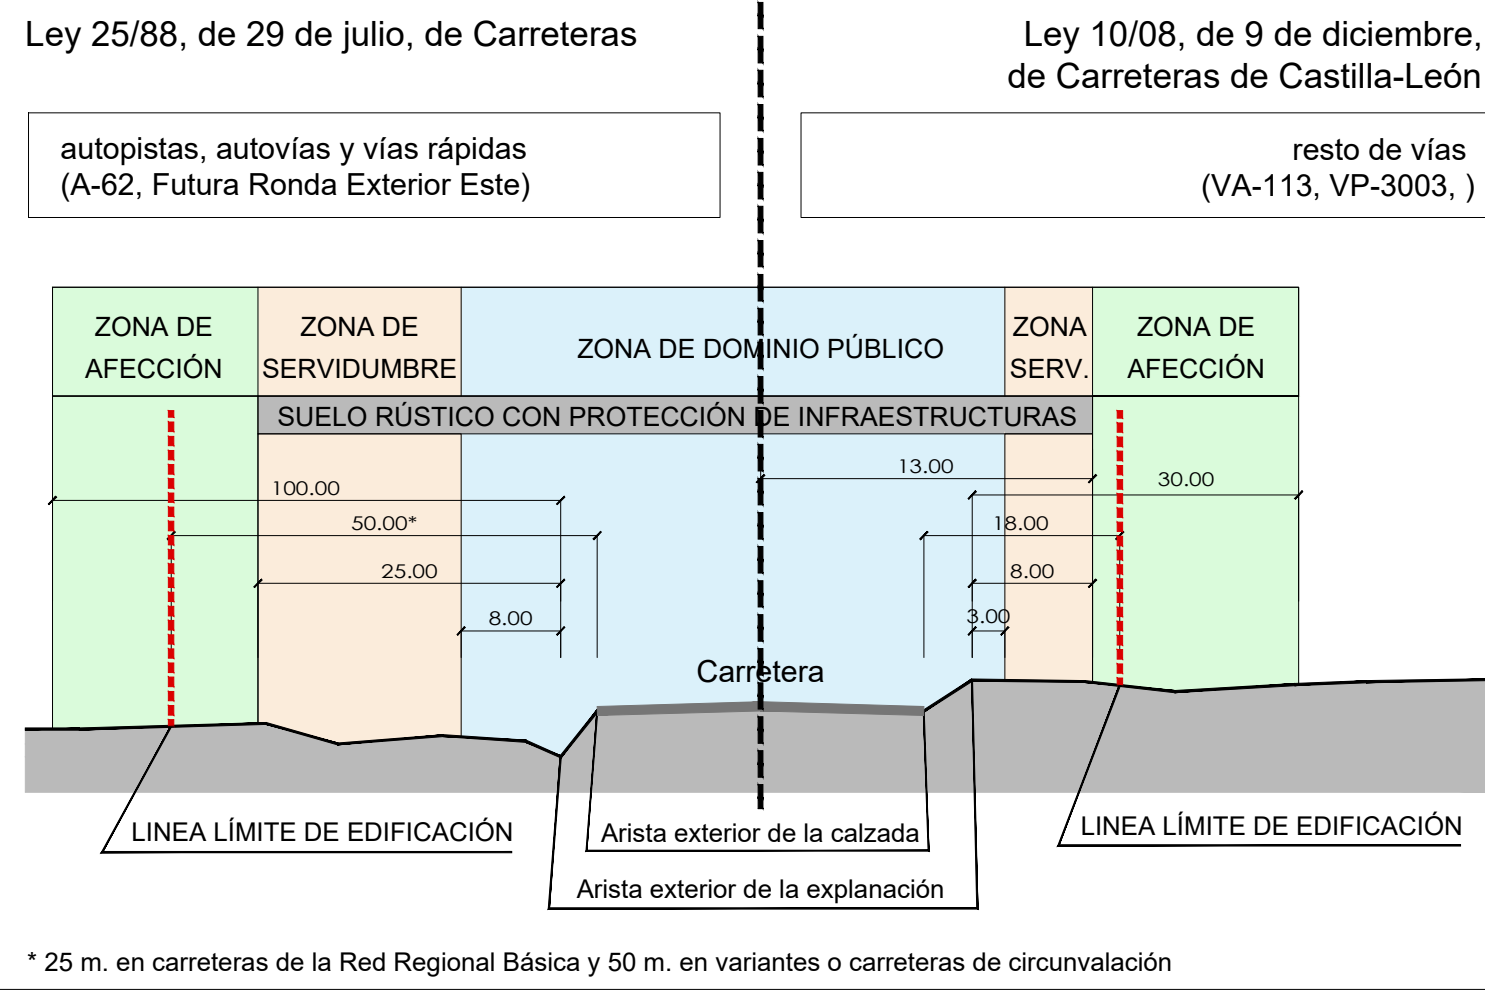 Ley 25/88, de 29 de julio, de Carreteras
Ley 10/08, de 9 de diciembre,
de Carreteras de Castilla-León
autopistas, autovías y vías rápidas
(A-62, Futura Ronda Exterior Este)
resto de vías
(VA-113, VP-3003, )
ZONA DE
AFECCIÓN
ZONA DE
SERVIDUMBRE
ZONA DE DOMINIO PÚBLICO
ZONA
SERV.
ZONA DE
AFECCIÓN
SUELO RÚSTICO CON PROTECCIÓN DE INFRAESTRUCTURAS
13.00
30.00
100.00
50.00*
18.00
25.00
8.00
8.00
3.00
Carretera
LINEA LÍMITE DE EDIFICACIÓN
Arista exterior de la calzada
LINEA LÍMITE DE EDIFICACIÓN
Arista exterior de la explanación
* 25 m. en carreteras de la Red Regional Básica y 50 m. en variantes o carreteras de circunvalación